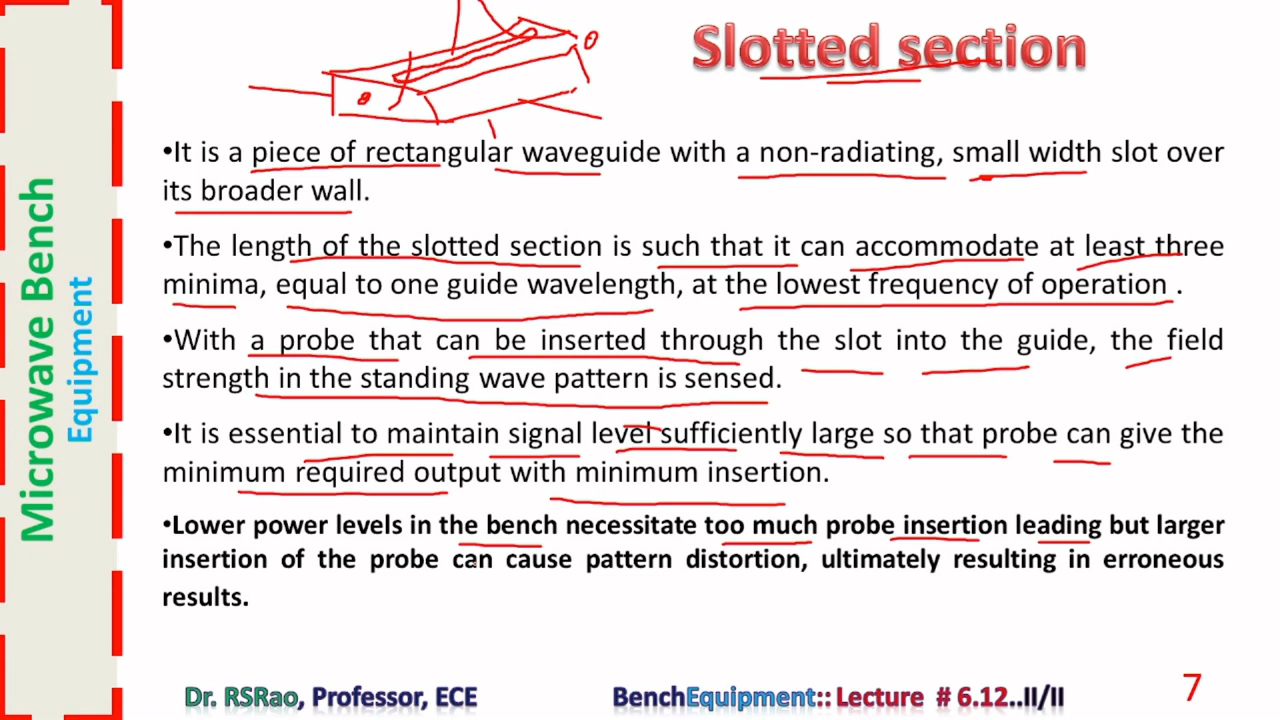 Slotted section
•It is a piece of rectangular waveguide with a non-radiating, small width slot over
its broader wall.
•The length of the slotted section is such that it can accommodate at least three
minima, equal to one guide wavelength, at the lowest frequency of operation .
•With a probe that can be inserted through the slot into the guide, the field
strength in the standing wave pattern is sensed.
•It is essential to maintain signal level sufficiently large so that probe can give the
minimum required output with minimum insertion.
•Lower power levels in the bench necessitate too much probe insertion leading but larger
insertion of the probe can cause pattern distortion, ultimately resulting in erroneous
results.
Microwave Bench
Equipment
Dr. RSRao, Professor, ECE
BenchEquipment:: Lecture # 6.12..II/II
7